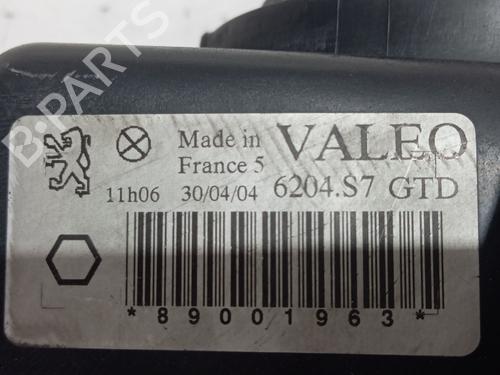 Made in
France 5
VALEO
11h06
30/04/04
6204.S7
GTD
*89001963*
B-PARTS